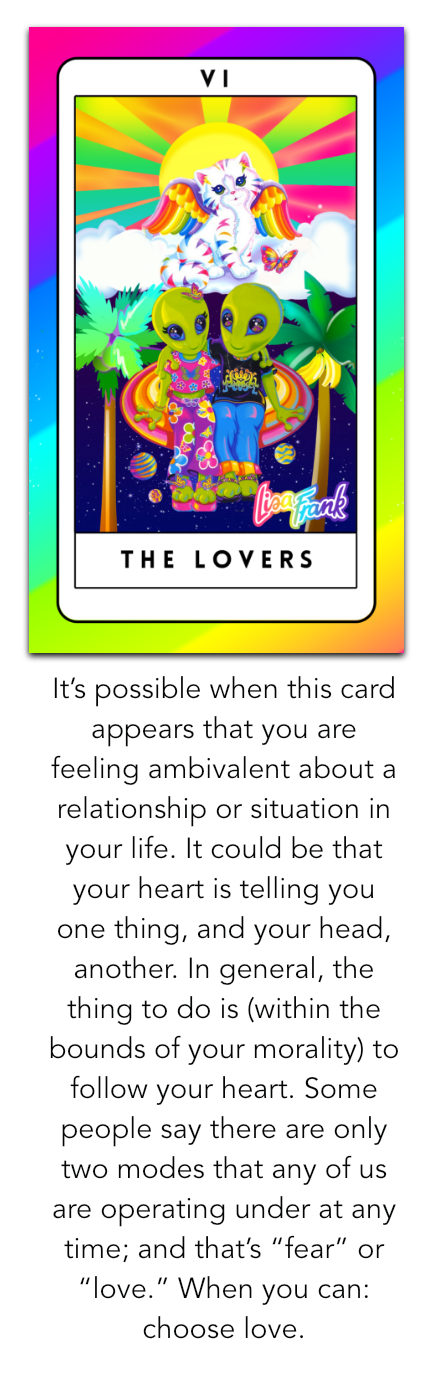 VI
Lisa Frank
THE LOVERS
It’s possible when this card
appears that you are
feeling ambivalent about a
relationship or situation in
your life. It could be that
your heart is telling you
one thing, and your head,
another. In general, the
thing to do is (within the
bounds of your morality) to
follow your heart. Some
people say there are only
two modes that any of us
are operating under at any
time; and that’s “fear” or
“love.” When you can:
choose love.